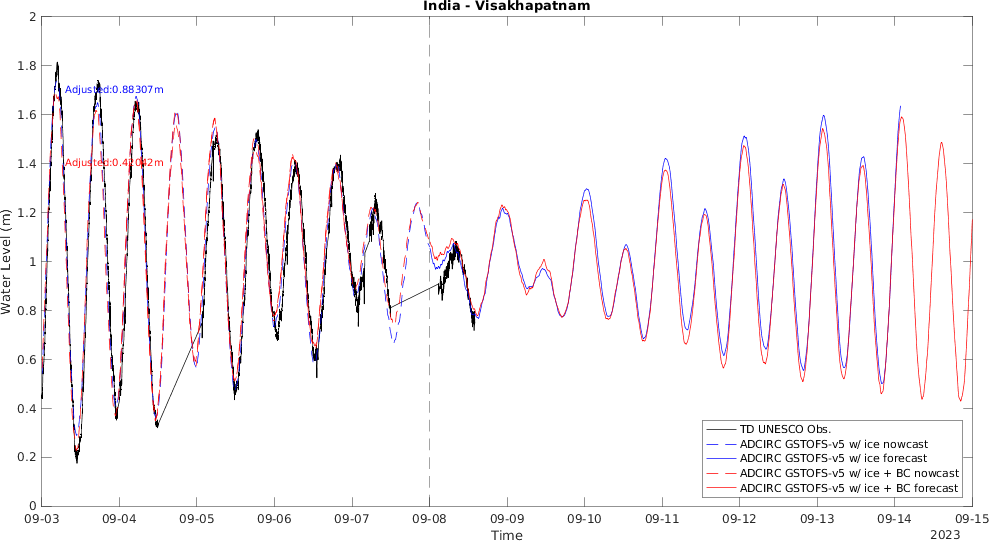 India - Visakhapatnam
Water Level (m)
2
1.8
1.6
1.4
1.2
1
0.8
0.6
0.4
0.2
0
Adjusted:0.88307m
Adjusted:0.42042m
TD UNESCO Obs.
ADCIRC GSTOFS-v5 w/ ice nowcast
ADCIRC GSTOFS-v5 w/ ice forecast
ADCIRC GSTOFS-v5 w/ ice + BC nowcast
ADCIRC GSTOFS-v5 w/ ice + BC forecast
09-03 09-04 09-05 09-06 09-07 09-08 09-09 09-10 09-11 09-12 09-13 09-14 09-15
Time
2023